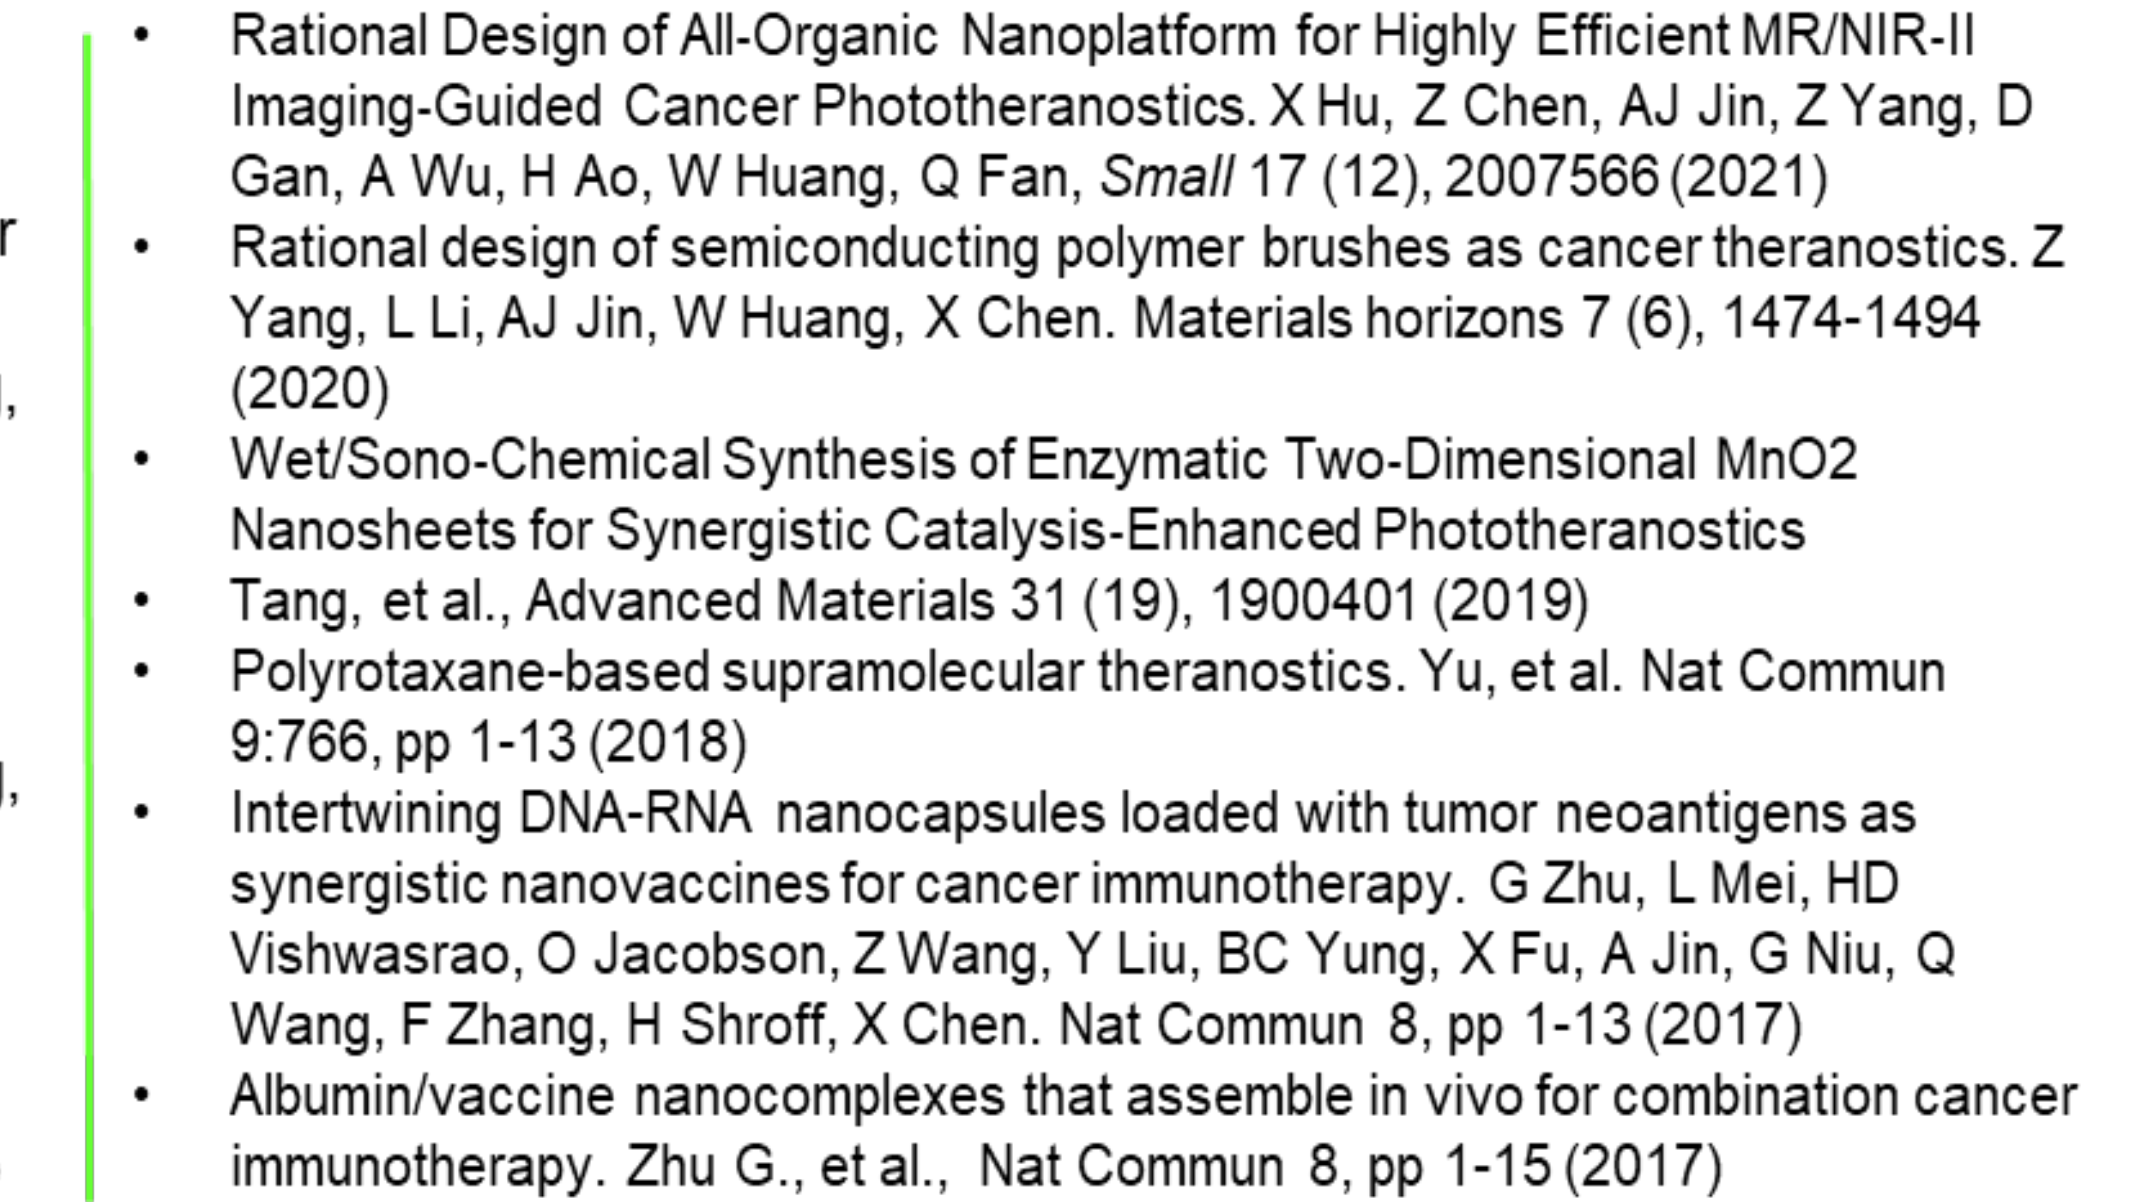 • Rational Design of All-Organic Nanoplatform for Highly Efficient MR/NIR-II
Imaging-Guided Cancer Phototheranostics. X Hu, Z Chen, AJ Jin, Z Yang, D
Gan, A Wu, H Ao, W Huang, Q Fan, Small 17 (12), 2007566 (2021)
• Rational design of semiconducting polymer brushes as cancer theranostics. Z
Yang, L Li, AJ Jin, W Huang, X Chen. Materials horizons 7 (6), 1474-1494
(2020)
• Wet/Sono-Chemical Synthesis of Enzymatic Two-Dimensional MnO2
Nanosheets for Synergistic Catalysis-Enhanced Phototheranostics
• Tang, et al., Advanced Materials 31 (19), 1900401 (2019)
• Polyrotaxane-based supramolecular theranostics. Yu, et al. Nat Commun
9:766, pp 1-13 (2018)
• Intertwining DNA-RNA nanocapsules loaded with tumor neoantigens as
synergistic nanovaccines for cancer immunotherapy. G Zhu, L Mei, HD
Vishwasrao, O Jacobson, Z Wang, Y Liu, BC Yung, X Fu, A Jin, G Niu, Q
Wang, F Zhang, H Shroff, X Chen. Nat Commun 8, pp 1-13 (2017)
• Albumin/vaccine nanocomplexes that assemble in vivo for combination cancer
immunotherapy. Zhu G., et al., Nat Commun 8, pp 1-15 (2017)